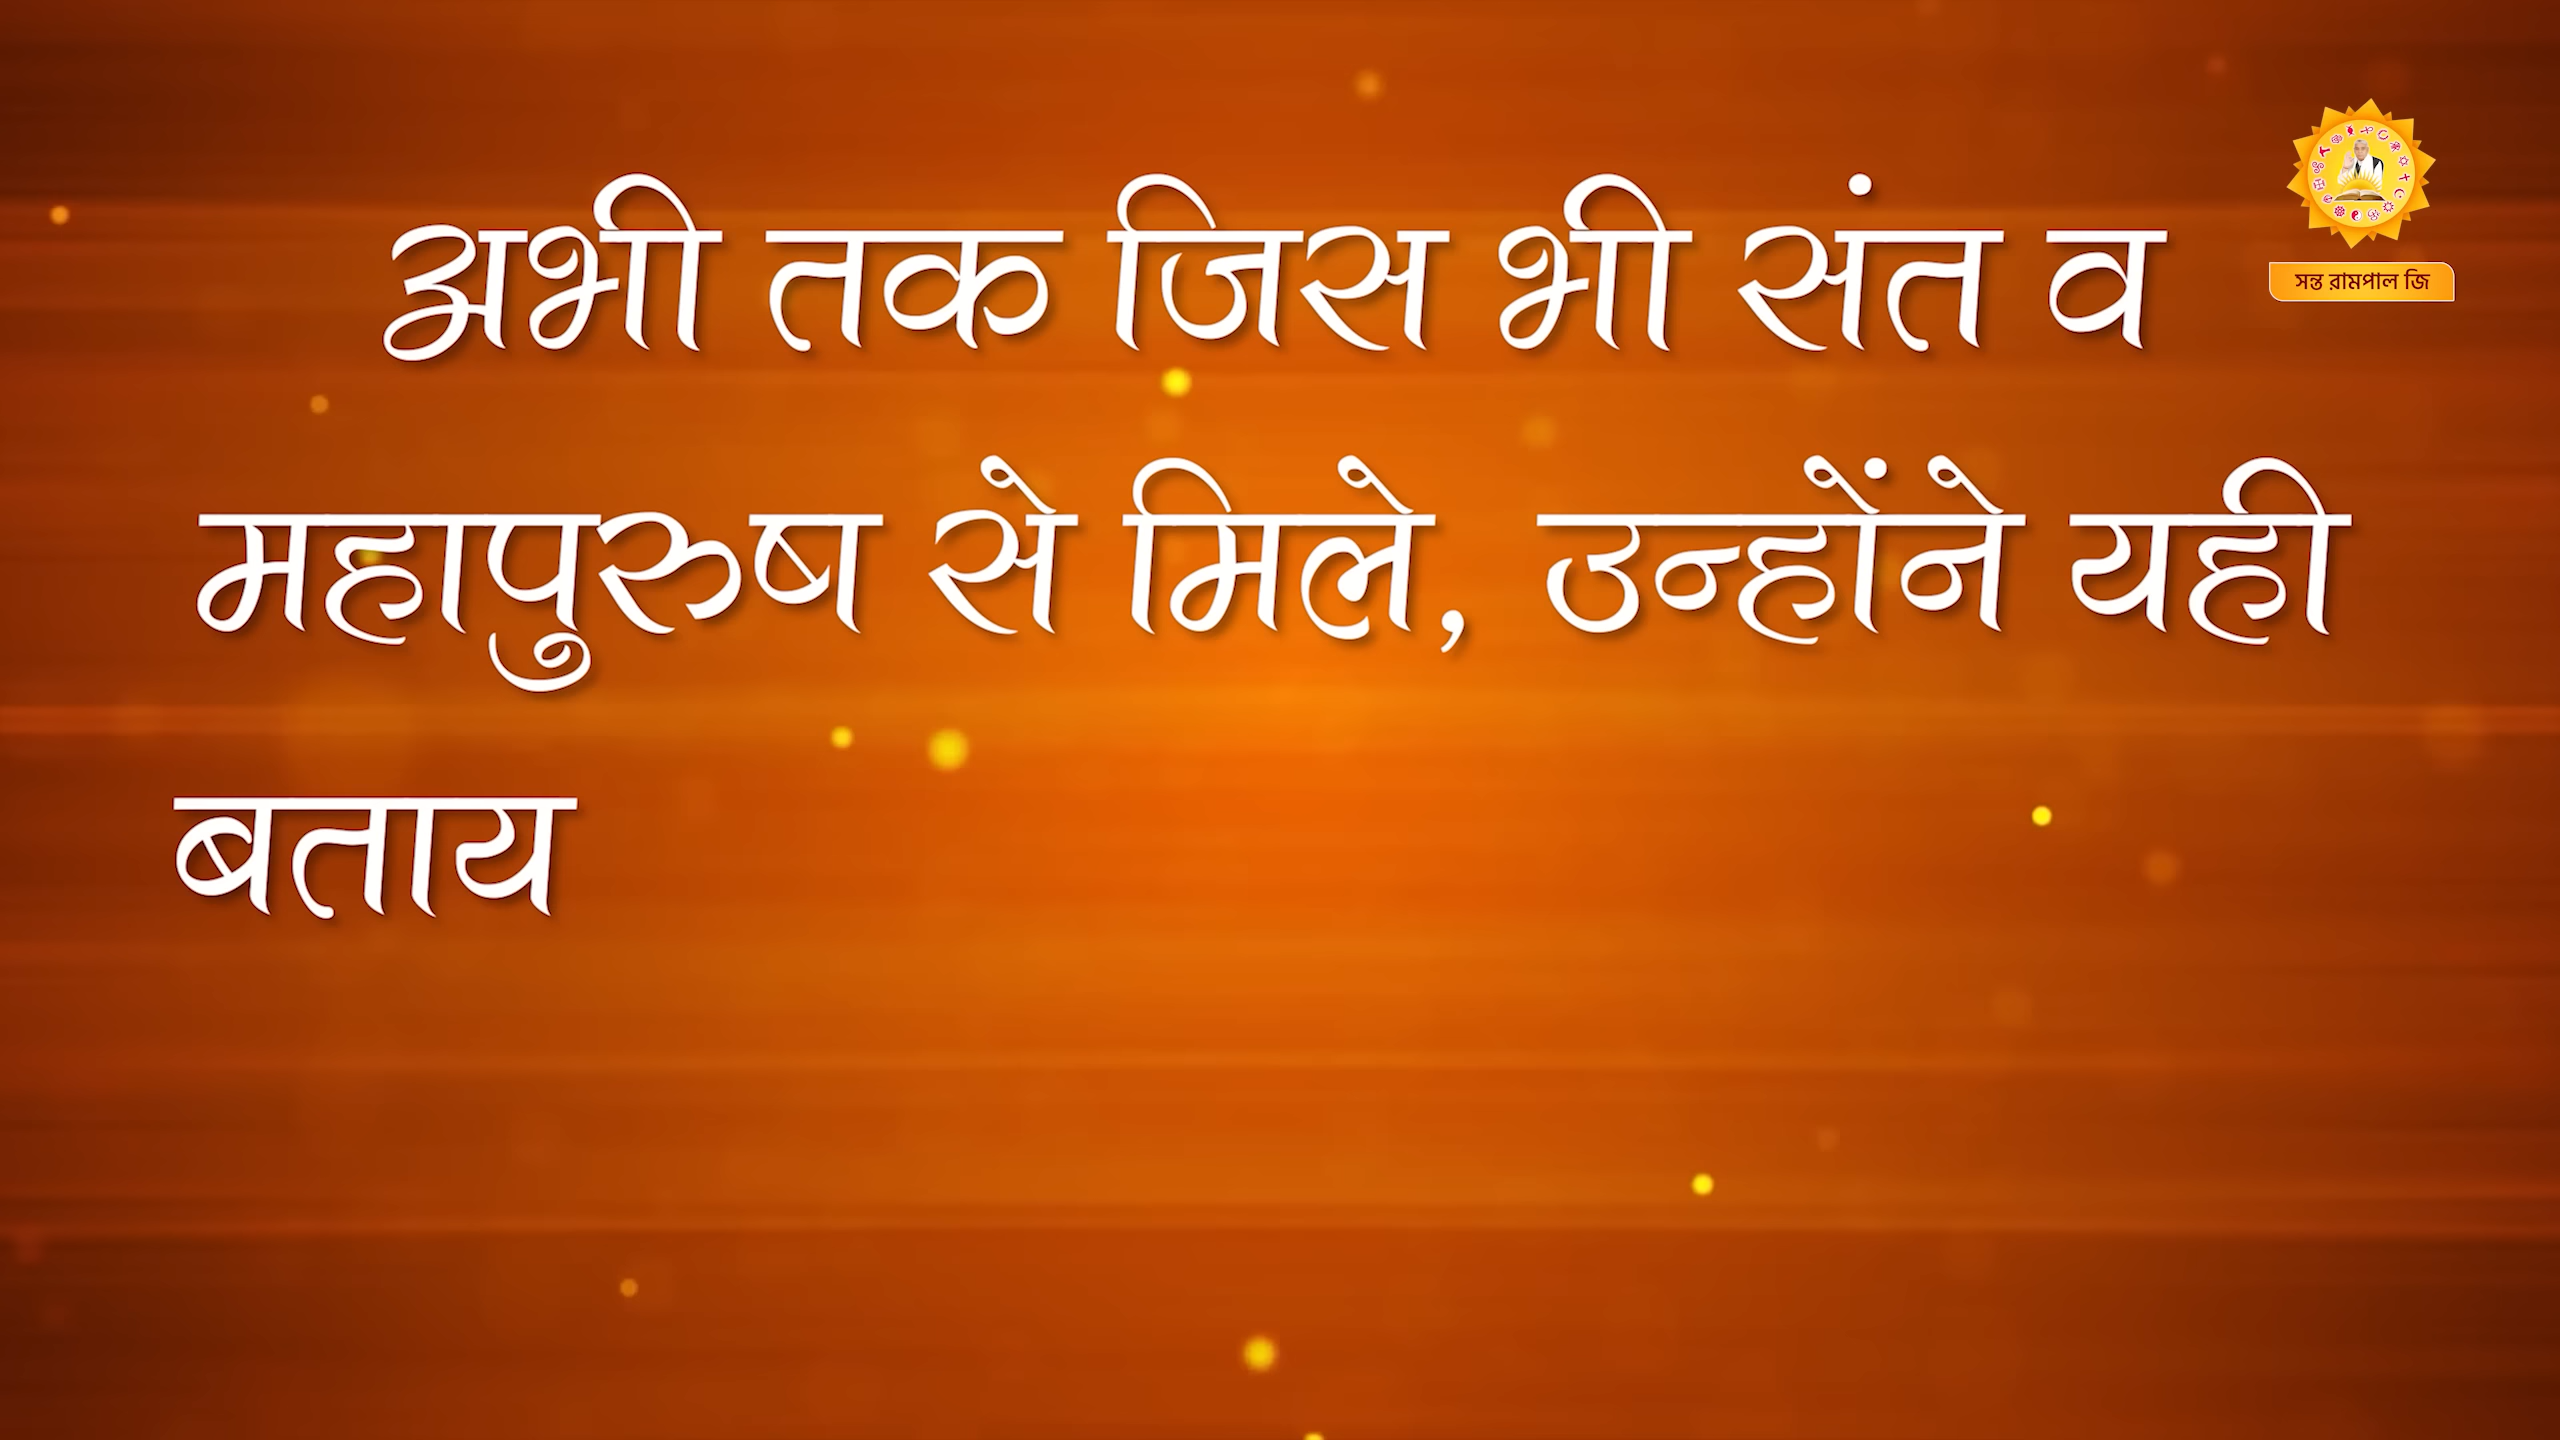 अभी तक जिस भी संत व
সন্ত রামপাল জি
महापुरुष से मिले, उन्होंने यही
बताय